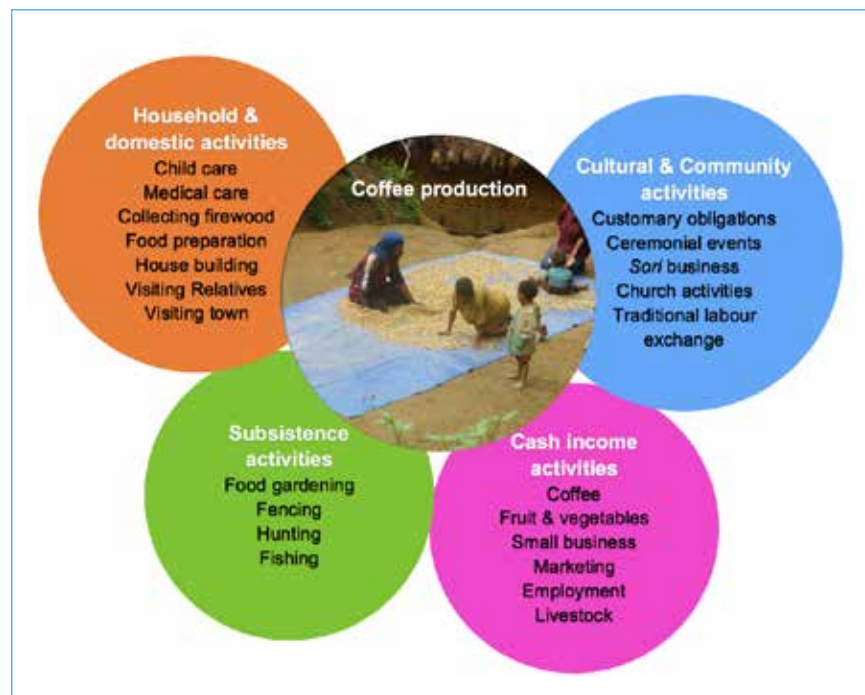 Household &
domestic activities
Child care
Medical care
Collecting firewood
Food preparation
House building
Visiting Relatives
Visiting town
Coffee production
Cultural & Community
activities
Customary obligations
Ceremonial events
Sori business
Church activities
Traditional labour
exchange
Subsistence
activities
Food gardening
Fencing
Hunting
Fishing
Cash income
activities
Coffee
Fruit & vegetables
Small business
Marketing
Employment
Livestock